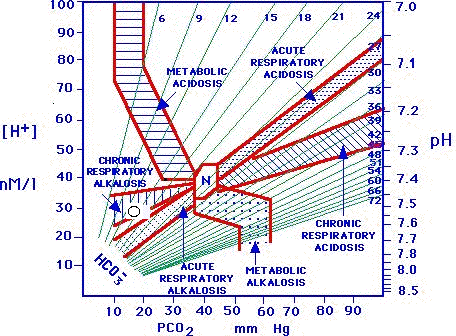 100
90
80
70
60
50
40
30
20
10
[H+]
nM/l
6 9 12 15 18 21 24
27
30
33
36
39
42
45
48
51
54
60
66
72
7.0
7.1
7.2
7.3
7.4
7.5
7.6
7.7
7.8
8.0
8.5
pH
METABOLIC
ACIDOSIS
ACUTE
RESPIRATORY
ACIDOSIS
CHRONIC
RESPIRATORY
ALKALOSIS
N
HCO3-
ACUTE
RESPIRATORY
ALKALOSIS
METABOLIC
ALKALOSIS
CHRONIC
RESPIRATORY
ACIDOSIS
10 20 30 40 50 60 70 80 90
PCO2 mm Hg